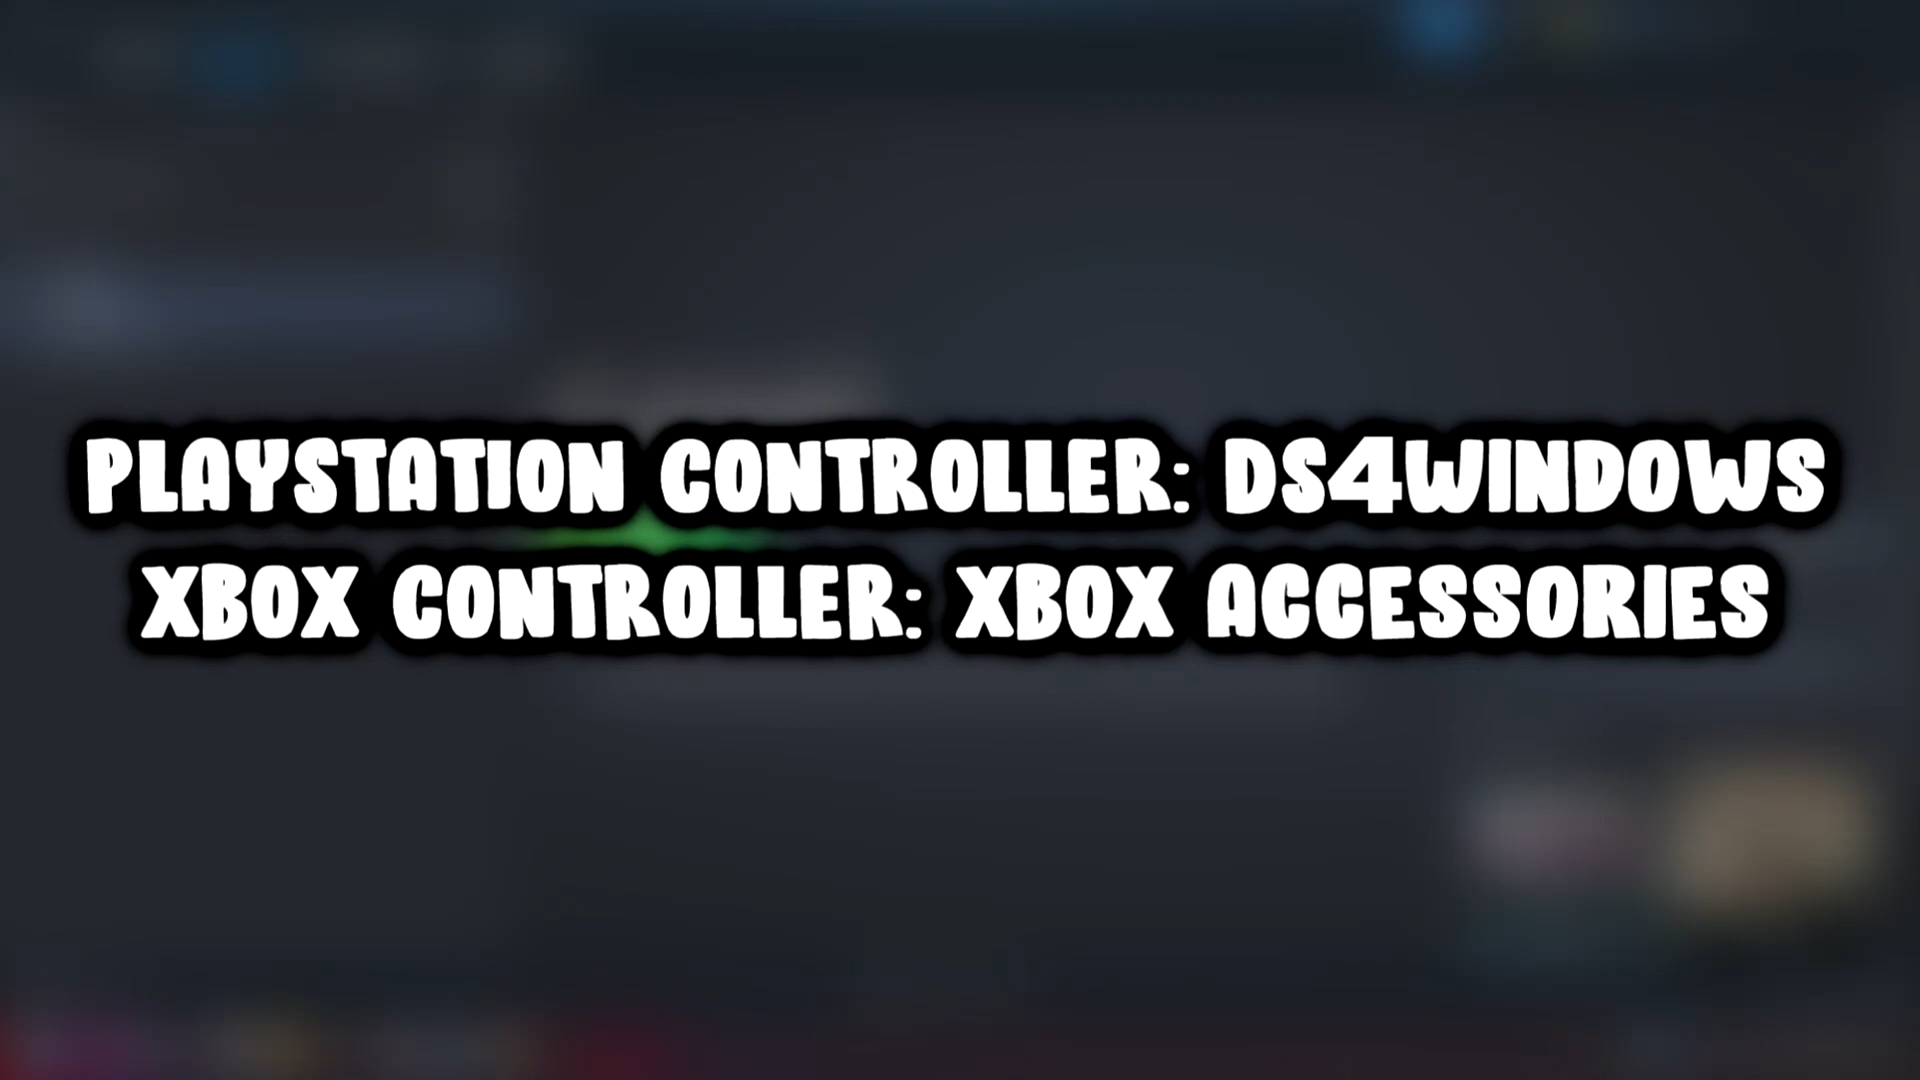 PLAYSTATION CONTROLLER: DS4WINDOWS
XBOX CONTROLLER: XBOX ACCESSORIES